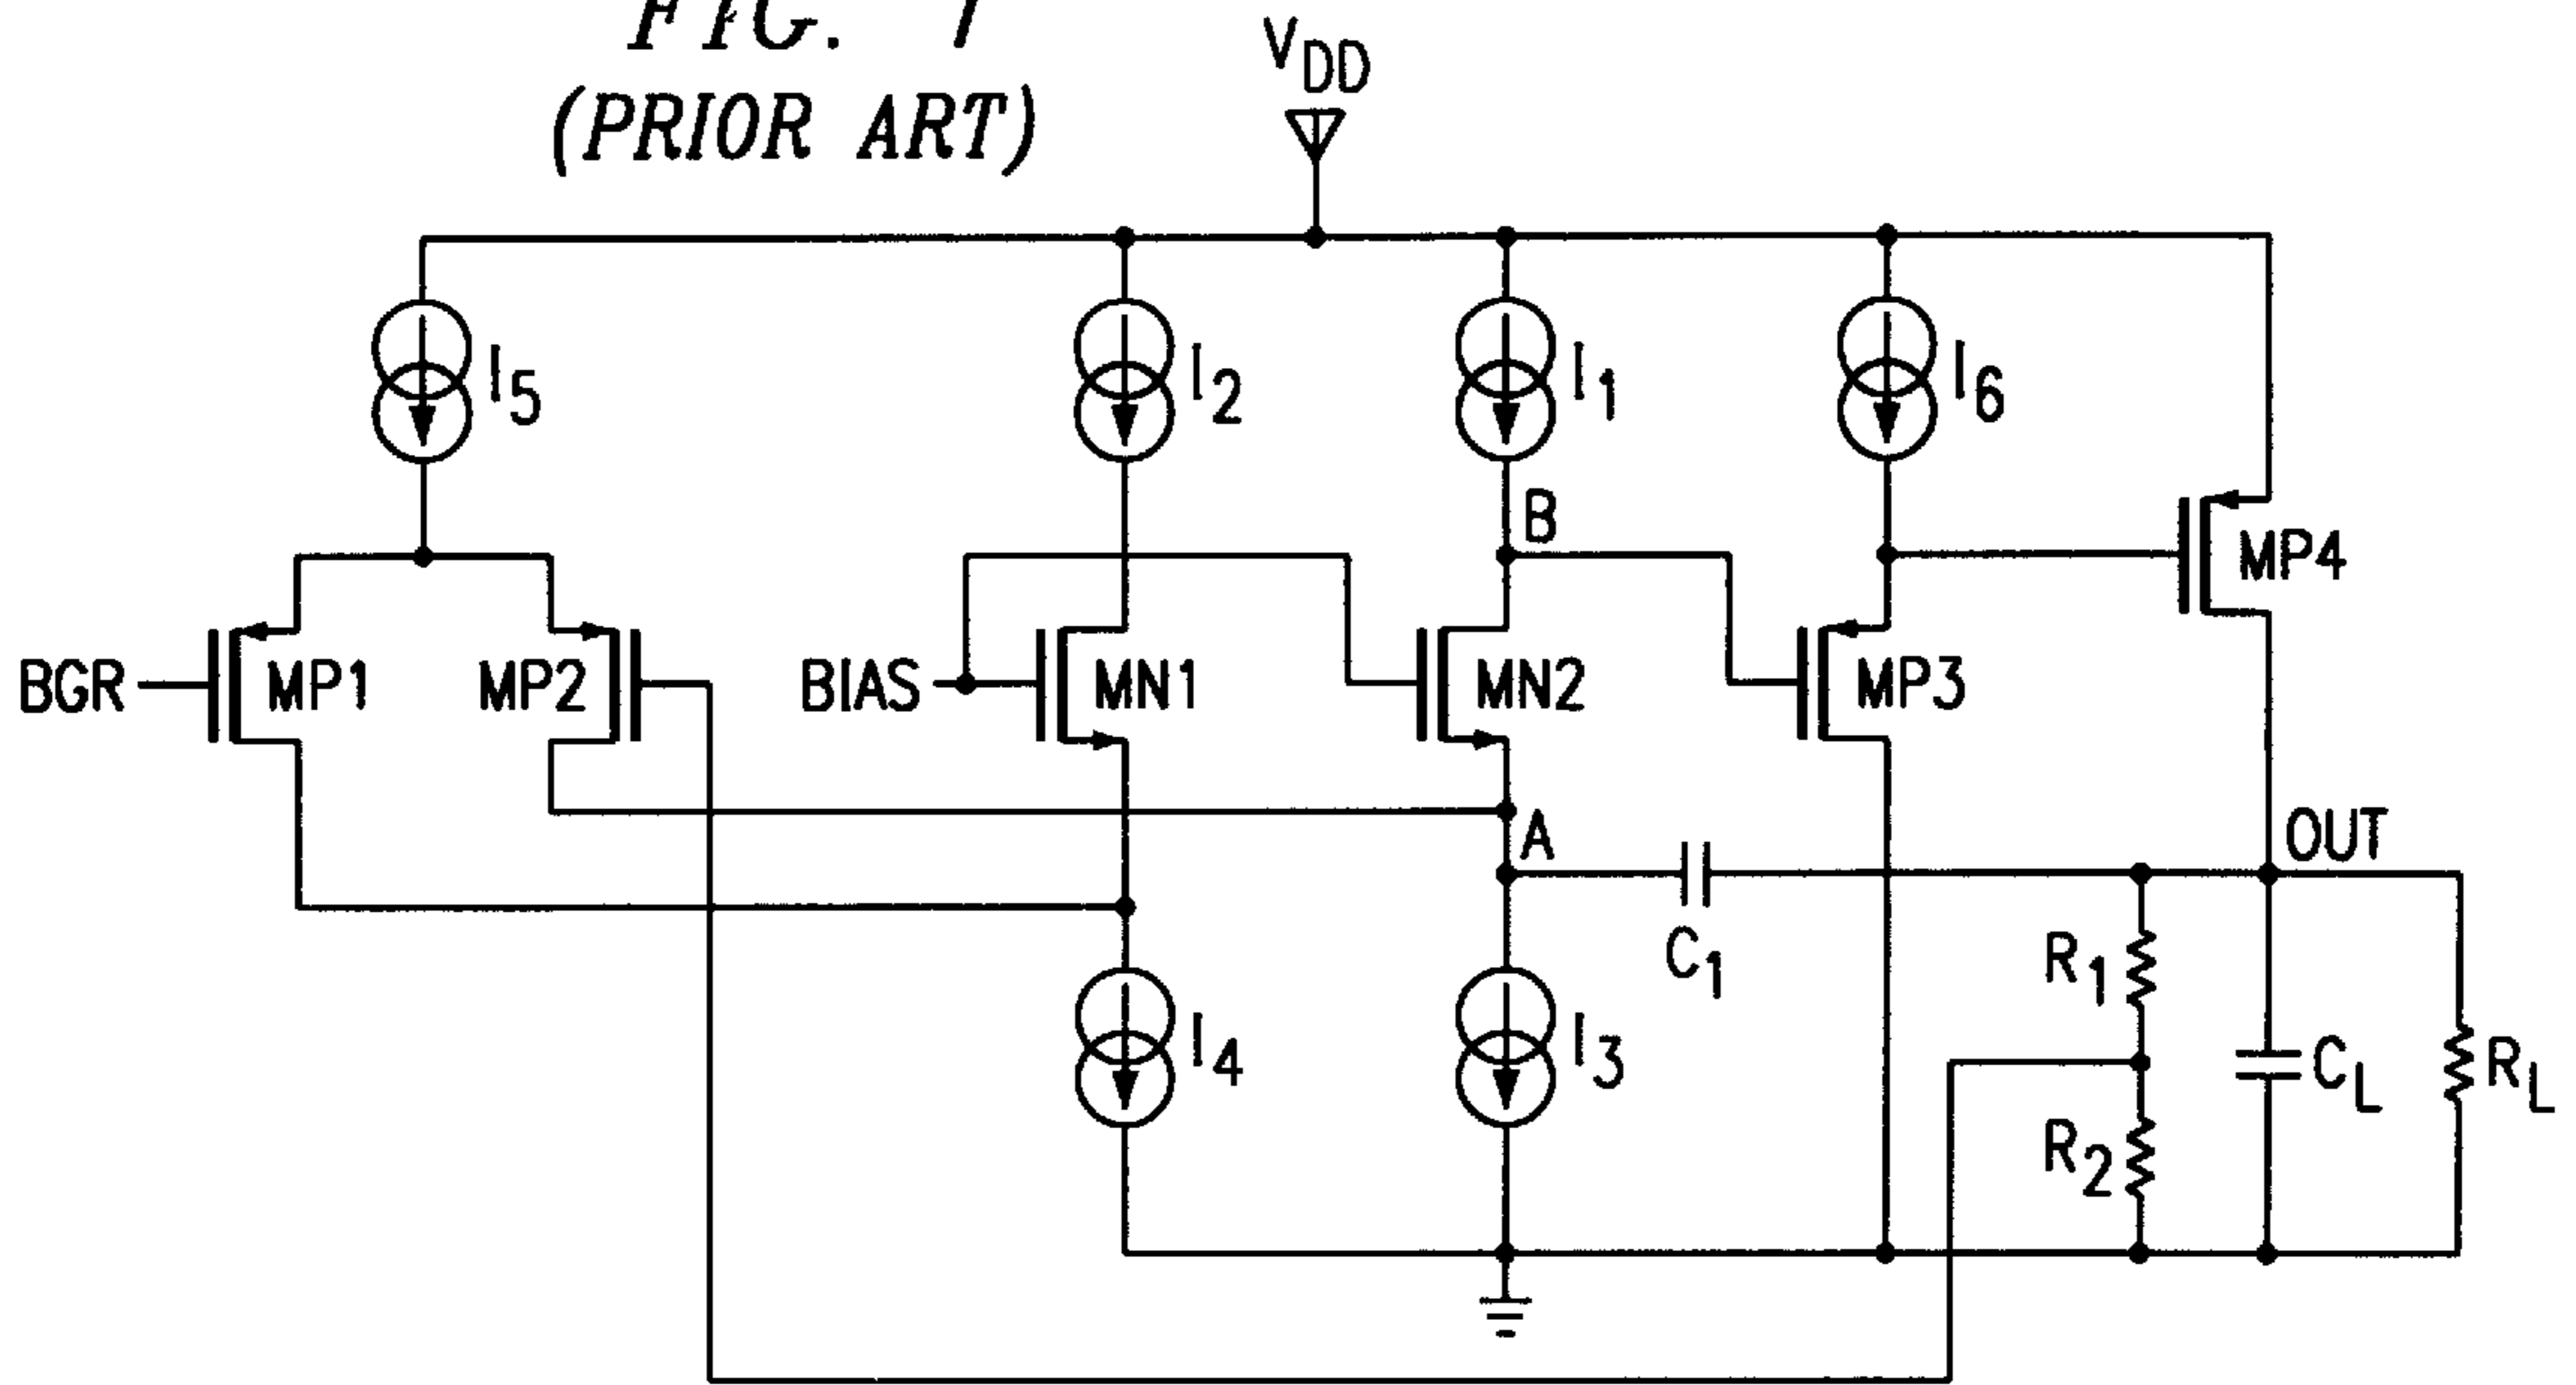 FIG. 1
(PRIOR ART)
VDD
I5
I2
I1
I6
B
MP4
BGR
MP1
MP2
BIAS
MN1
MN2
MP3
A
OUT
C1
R1
I4
I3
CL
RL
R2